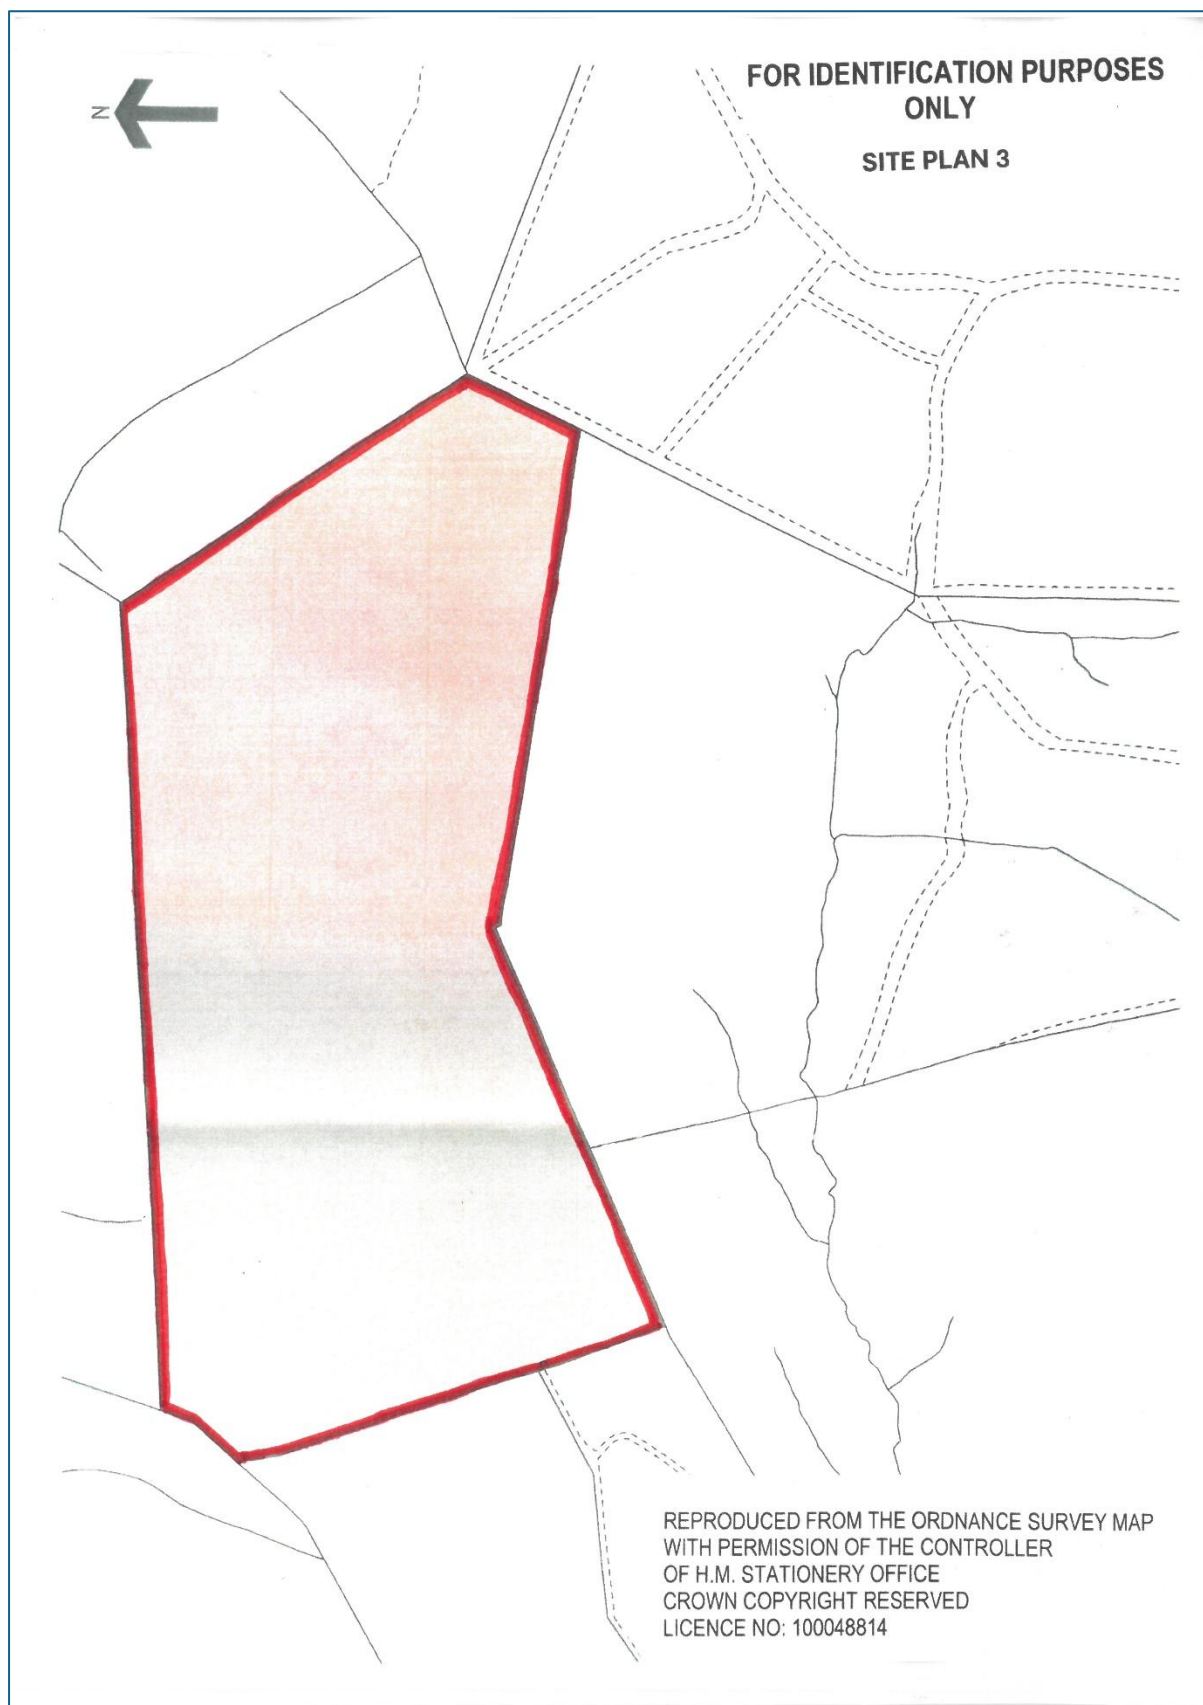 N
FOR IDENTIFICATION PURPOSES
ONLY
SITE PLAN 3
REPRODUCED FROM THE ORDNANCE SURVEY MAP
WITH PERMISSION OF THE CONTROLLER
OF H.M. STATIONERY OFFICE
CROWN COPYRIGHT RESERVED
LICENCE NO: 100048814